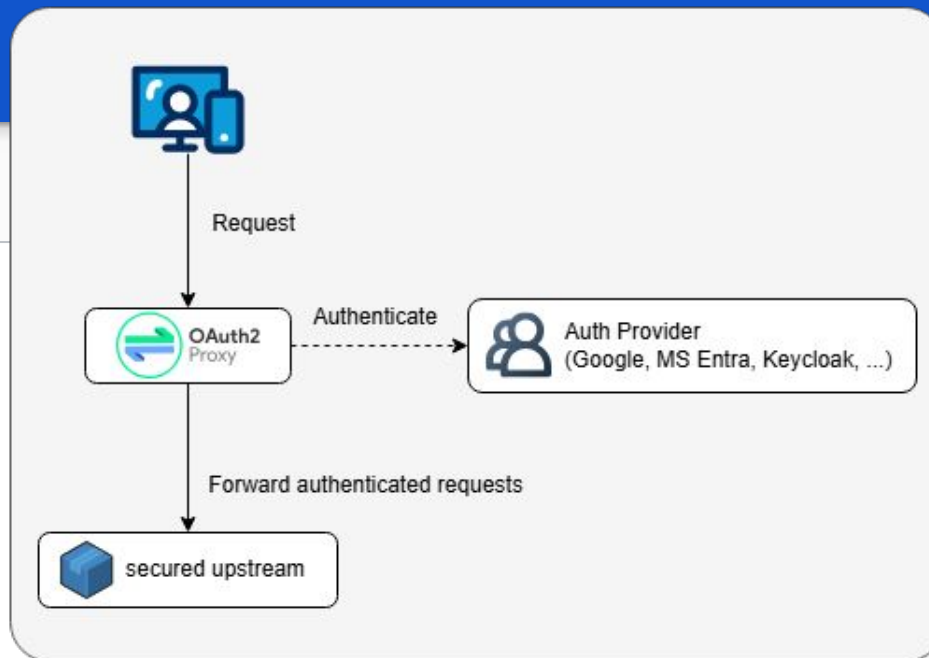 Request
OAuth2
Proxy
Authenticate
Auth Provider
(Google, MS Entra, Keycloak, ...)
Forward authenticated requests
secured upstream